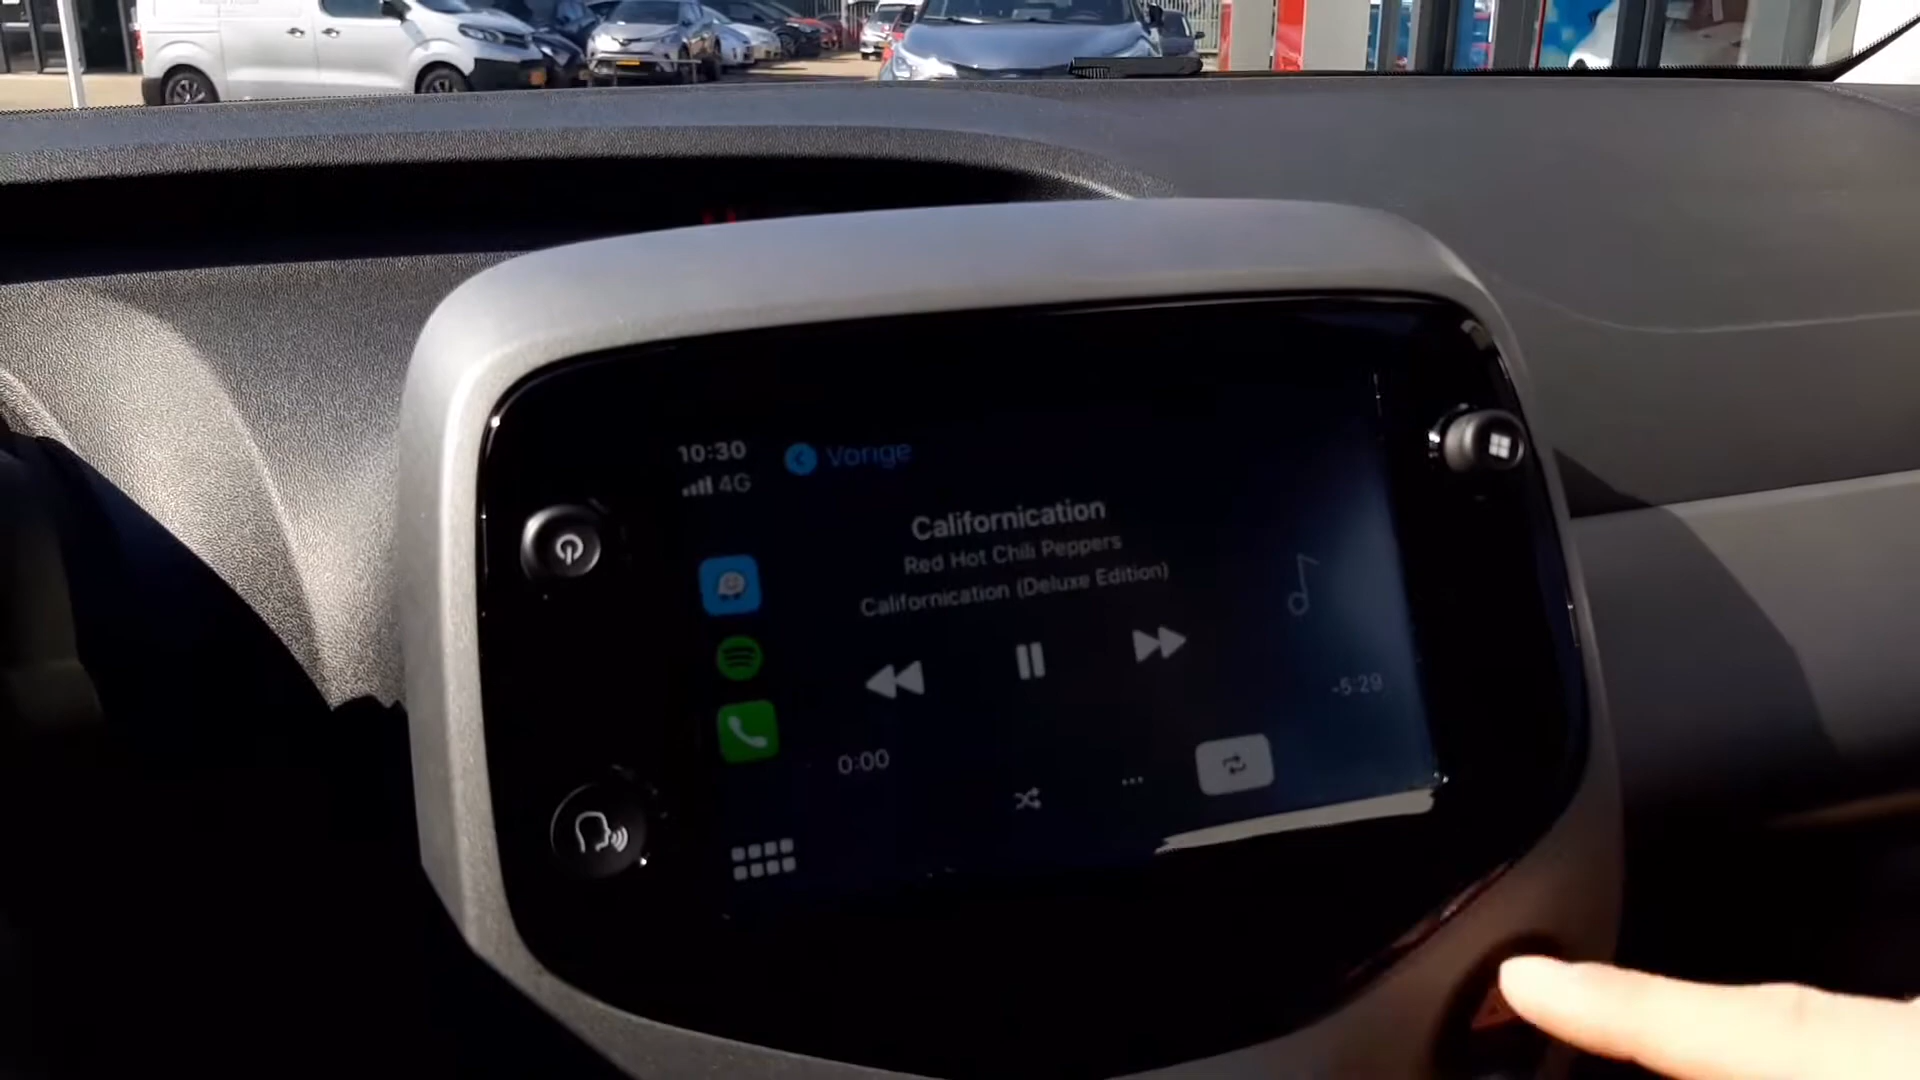 10:30
4G
Vorige
Californication
Red Hot Chili Peppers
Californication (Deluxe Edition)
-5:29
0:00